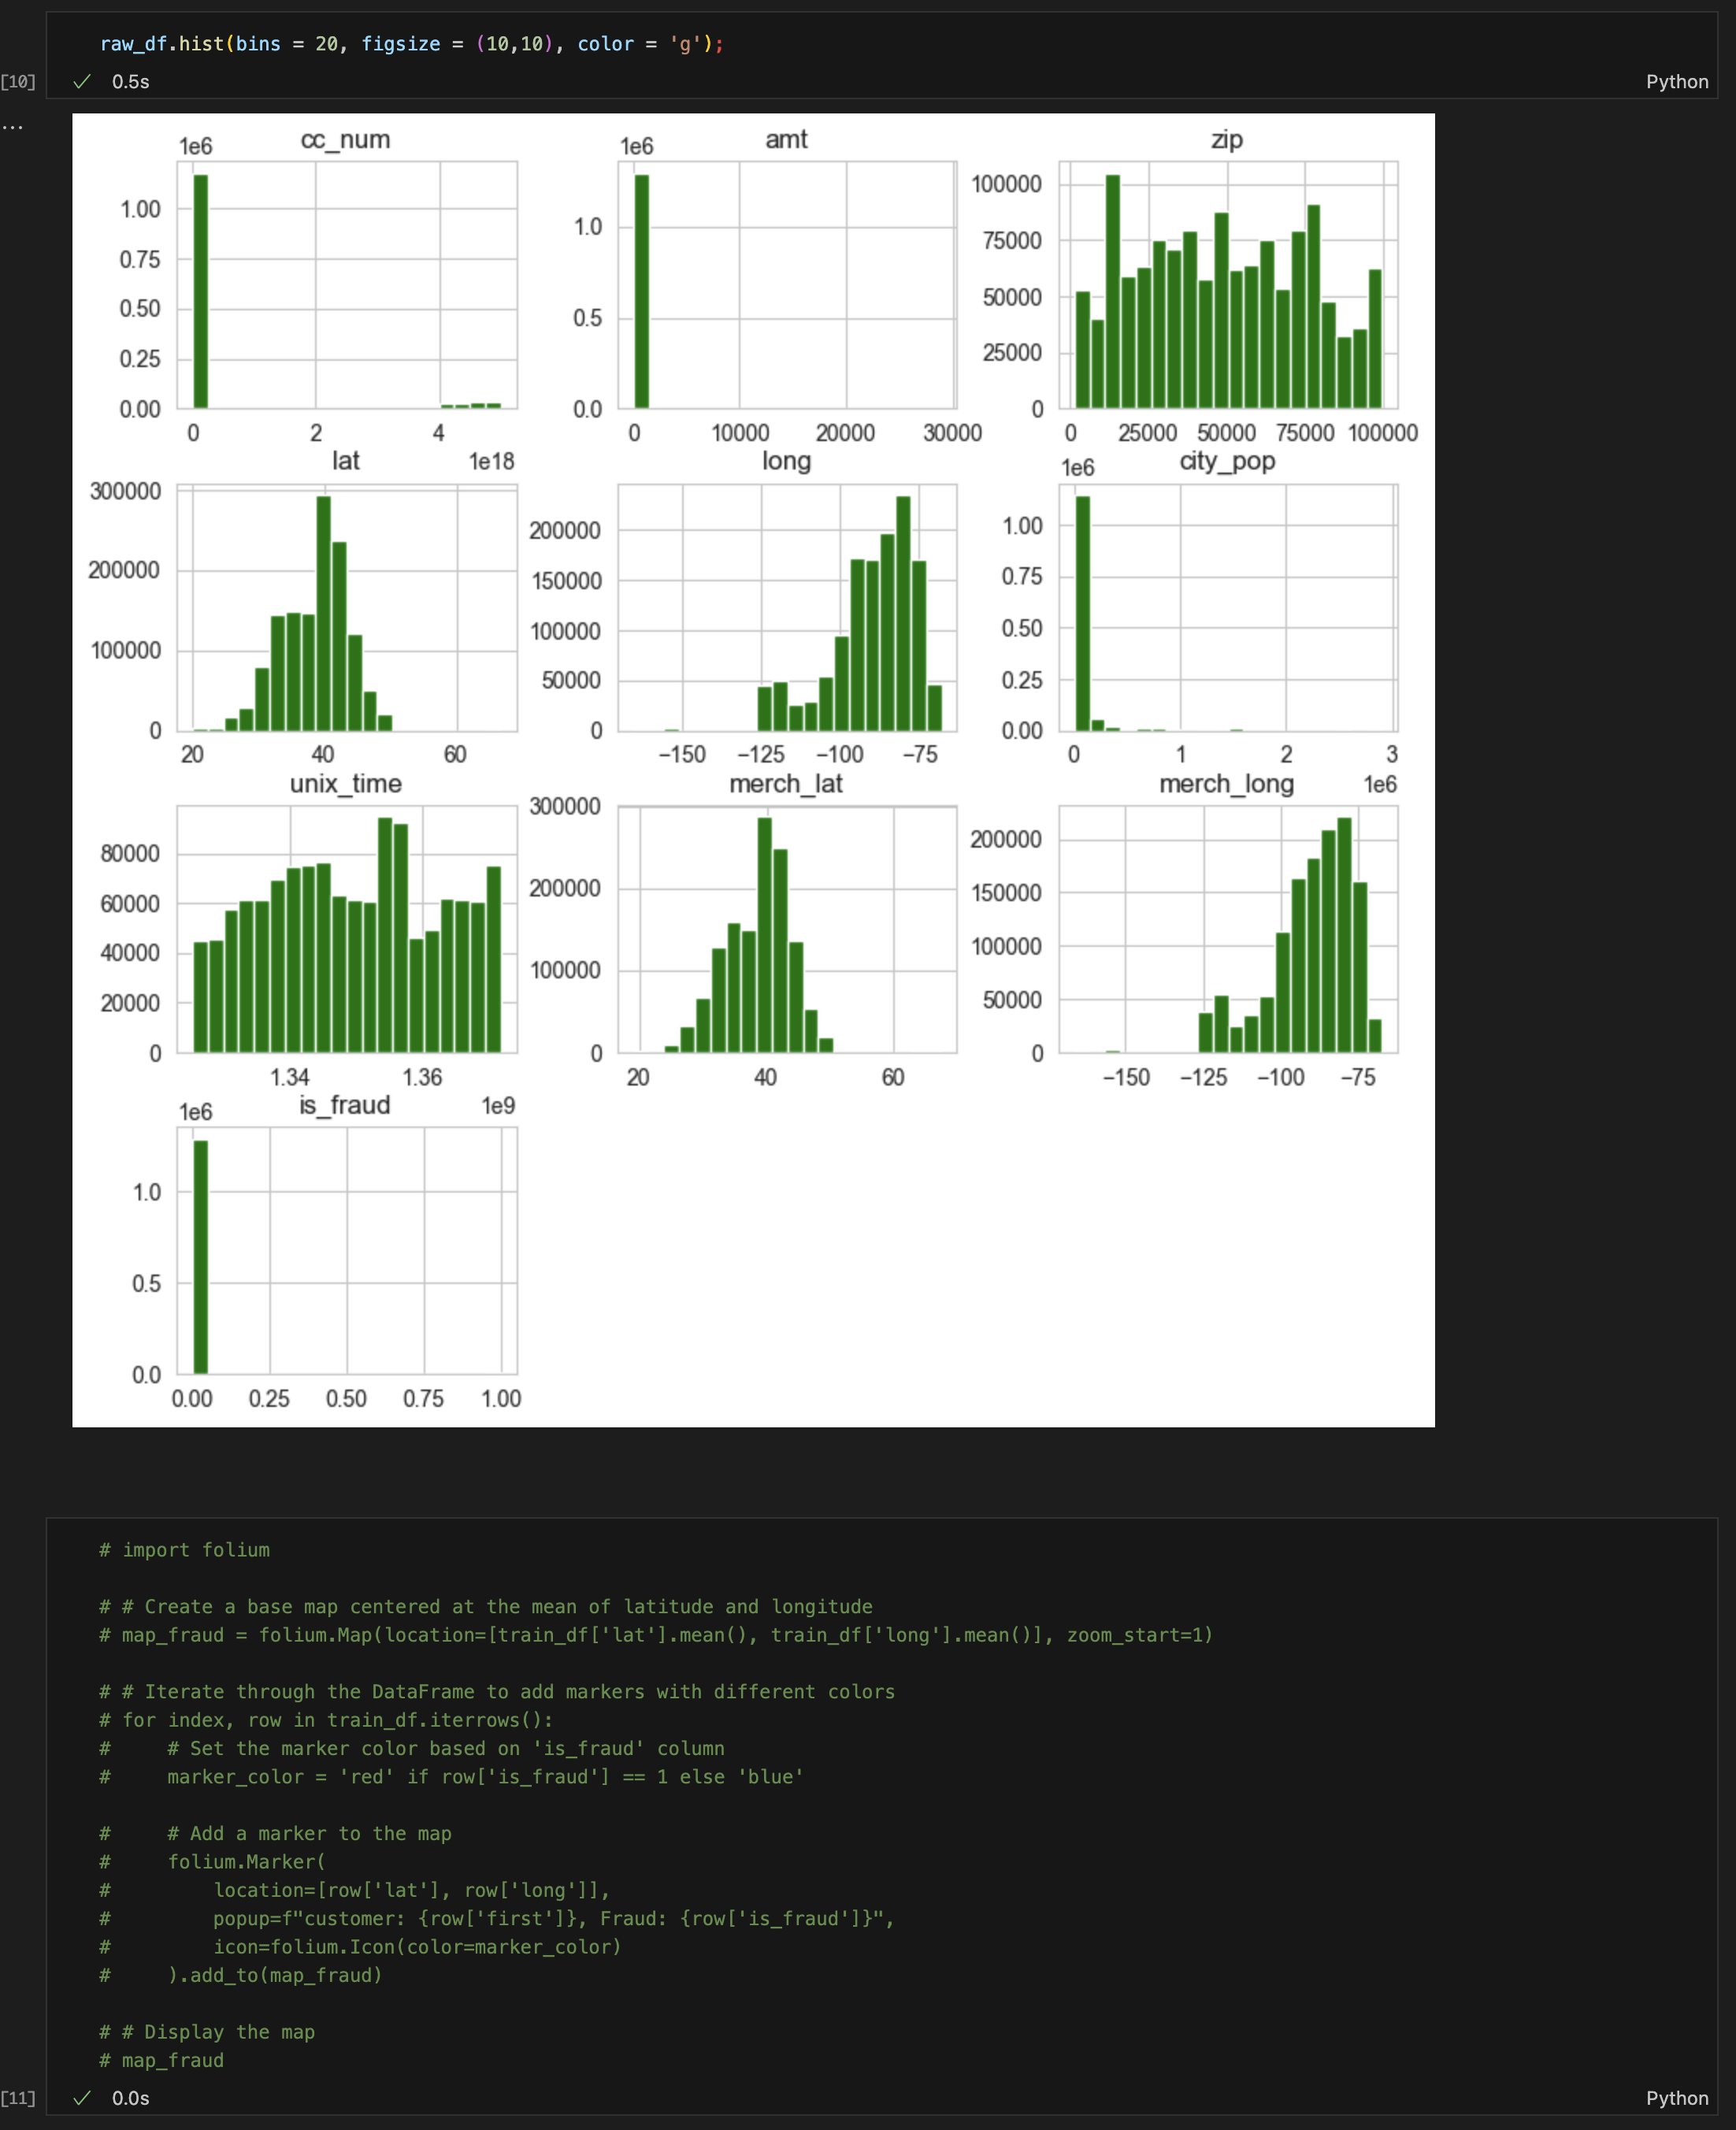 raw_df.hist(bins = 20, figsize = (10,10), color = 'g');
[10]
0.5s
Python
...
cc_num
1e6
1.00
0.75
0.50
0.25
0.00
0
2
4
1e18
amt
1e6
1.0
0.5
0.0
0
10000
20000
30000
zip
100000
75000
50000
25000
0
0
25000
50000
75000
100000
lat
300000
200000
100000
0
20
40
60
long
200000
150000
100000
50000
0
−150
−125
−100
−75
city_pop
1e6
1.00
0.75
0.50
0.25
0.00
0
1
2
3
1e6
unix_time
80000
60000
40000
20000
0
1.34
1.36
1e9
merch_lat
300000
200000
100000
0
20
40
60
merch_long
200000
150000
100000
50000
0
−150
−125
−100
−75
is_fraud
1e6
1.0
0.5
0.0
0.00
0.25
0.50
0.75
1.00
# import folium
# # Create a base map centered at the mean of latitude and longitude
# map_fraud = folium.Map(location=[train_df['lat'].mean(), train_df['long'].mean()], zoom_start=1)
# # Iterate through the DataFrame to add markers with different colors
# for index, row in train_df.iterrows():
#     # Set the marker color based on 'is_fraud' column
#     marker_color = 'red' if row['is_fraud'] == 1 else 'blue'
#     # Add a marker to the map
#     folium.Marker(
#         location=[row['lat'], row['long']],
#         popup=f"customer: {row['first']}, Fraud: {row['is_fraud']}",
#         icon=folium.Icon(color=marker_color)
#     ).add_to(map_fraud)
# # Display the map
# map_fraud
[11]
0.0s
Python